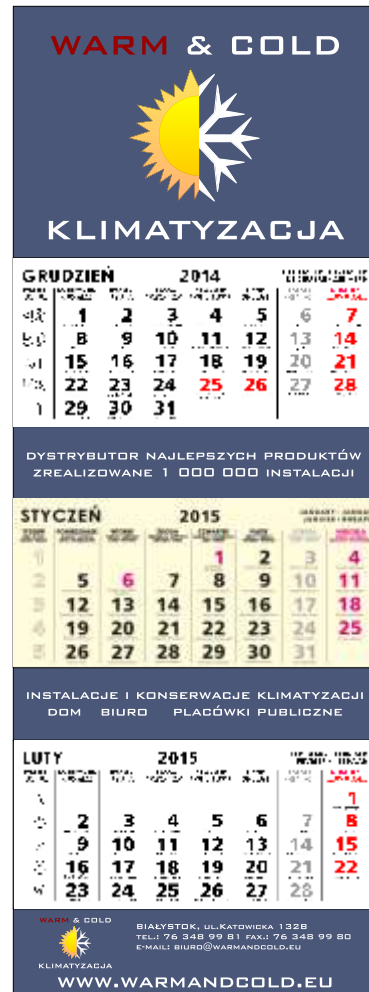 WARM & COLD
KLIMATYZACJA
GRUDZIEŃ 2014
1 2 3 4 5 6 7
8 9 10 11 12 13 14
15 16 17 18 19 20 21
22 23 24 25 26 27 28
29 30 31
DYSTRYBUTOR NAJLEPSZYCH PRODUKTÓW
ZREALIZOWANE 1 000 000 INSTALACJI
STYCZEŃ 2015
1 1 2 3 4
2 5 6 7 8 9 10 11
3 12 13 14 15 16 17 18
4 19 20 21 22 23 24 25
5 26 27 28 29 30 31
INSTALACJE I KONSERWACJE KLIMATYZACJI
DOM BIURO PLACÓWKI PUBLICZNE
LUTY 2015
1
2 3 4 5 6 7 8
9 10 11 12 13 14 15
16 17 18 19 20 21 22
23 24 25 26 27 28
WARM & COLD
KLIMATYZACJA
BIAŁYSTOK, UL.KATOWICKA 132B
TEL.: 76 348 99 81 FAX.: 76 348 99 80
E-MAIL: BIURO@WARMANDCOLD.EU
WWW.WARMANDCOLD.EU